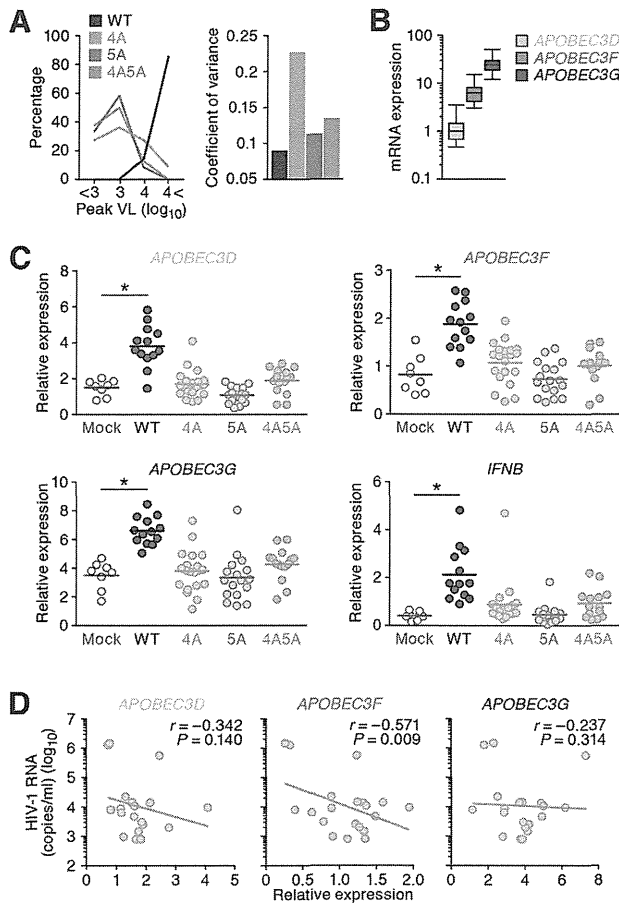 A
WT
4A
5A
4A5A
Percentage
100
80
60
40
20
0
<3 3 4 4<
Peak VL (log10)
Coefficient of variance
0.25
0.2
0.15
0.1
0.05
B
mRNA expression
100
10
1
0.1
APOBEC3D
APOBEC3F
APOBEC3G
C
APOBEC3D
Relative expression
8
6
4
2
0
Mock WT 4A 5A 4A5A
*
APOBEC3F
Relative expression
3
2
1
0
Mock WT 4A 5A 4A5A
*
APOBEC3G
Relative expression
10
8
6
4
2
0
Mock WT 4A 5A 4A5A
*
IFNB
Relative expression
6
4
2
0
Mock WT 4A 5A 4A5A
*
D
APOBEC3D
r = −0.342
P = 0.140
HIV-1 RNA
(copies/ml) (log10)
7
6
5
4
3
2
0 1 2 3 4 5
APOBEC3F
r = −0.571
P = 0.009
0 0.5 1.0 1.5 2.0
Relative expression
APOBEC3G
r = −0.237
P = 0.314
0 2 4 6 8